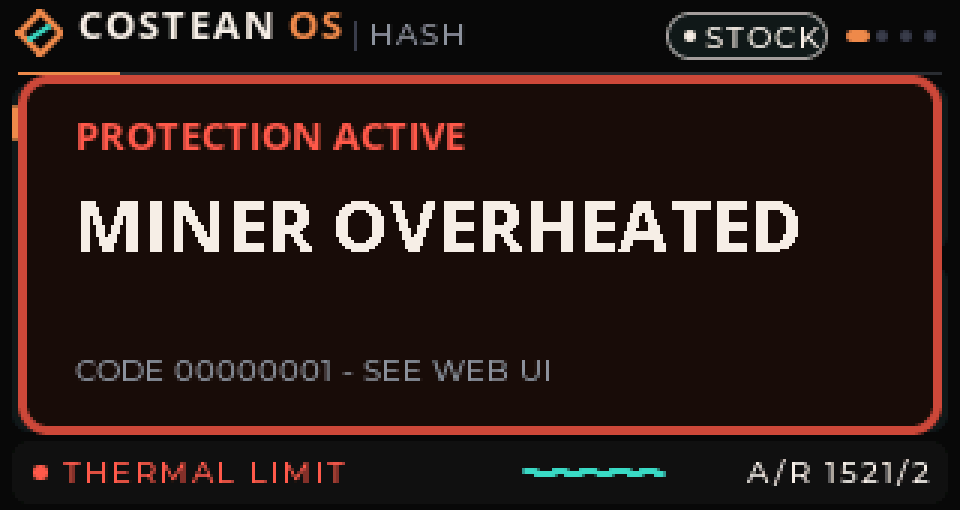 COSTEAN OS | HASH
STOCK
PROTECTION ACTIVE
MINER OVERHEATED
CODE 00000001 - SEE WEB UI
THERMAL LIMIT
A/R 1521/2